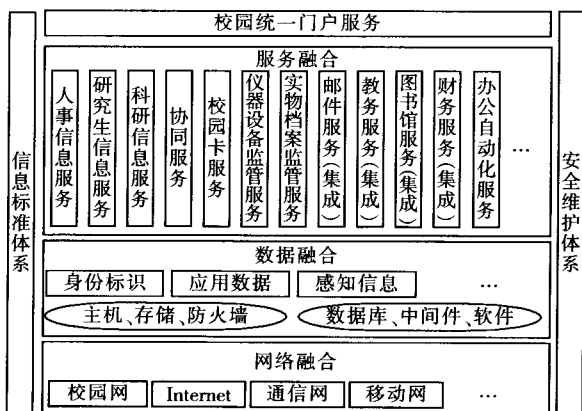 校园统一门户服务
信息标准体系
安全维护体系
服务融合
人事信息服务
研究生信息服务
科研信息服务
协同服务
校园卡服务
仪器设备监管服务
实物档案监管服务
邮件服务(集成)
教务服务(集成)
图书馆服务(集成)
财务服务(集成)
办公自动化服务
…
数据融合
身份标识 应用数据 感知信息 …
主机、存储、防火墙 数据库、中间件、软件
网络融合
校园网 Internet 通信网 移动网 …